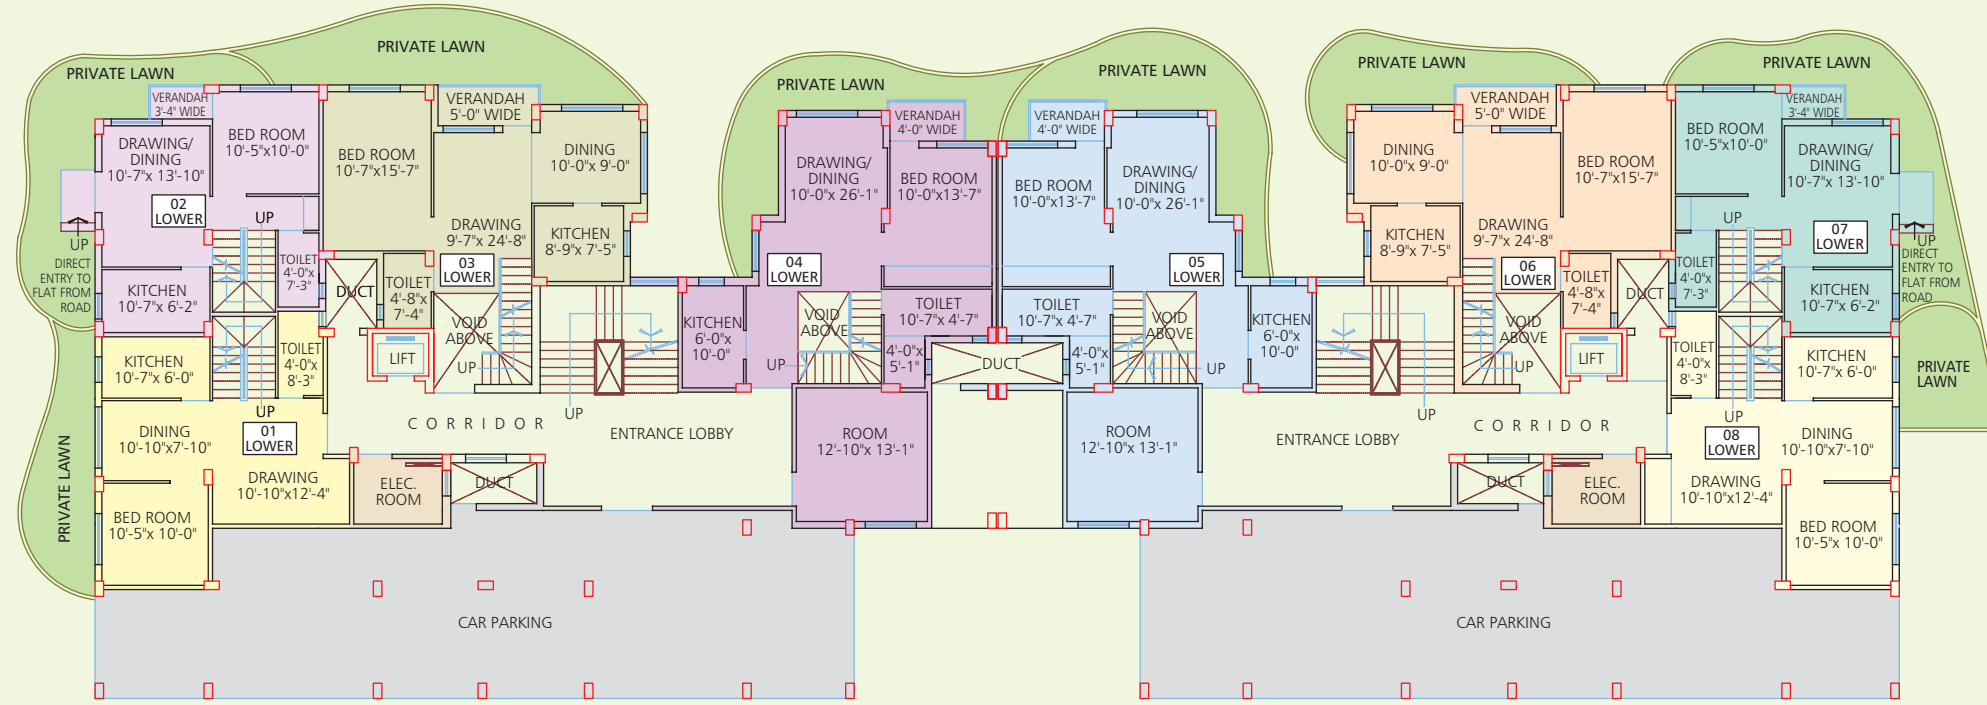 PRIVATE LAWN
PRIVATE LAWN
PRIVATE LAWN
PRIVATE LAWN
PRIVATE LAWN
PRIVATE LAWN
VERANDAH
3'-4" WIDE
BED ROOM
10'-5"x10'-0"
DRAWING/
DINING
10'-7"x 13'-10"
02
LOWER
UP
UP
DIRECT
ENTRY TO
FLAT FROM
ROAD
TOILET
4'-0"x
7'-3"
KITCHEN
10'-7"x 6'-2"
BED ROOM
10'-7"x15'-7"
VERANDAH
5'-0" WIDE
DINING
10'-0"x 9'-0"
DRAWING
9'-7"x 24'-8"
KITCHEN
8'-9"x 7'-5"
03
LOWER
DUCT
TOILET
4'-8"x
7'-4"
VOID
ABOVE
UP
LIFT
KITCHEN
10'-7"x 6'-0"
TOILET
4'-0"x
8'-3"
UP
01
LOWER
DINING
10'-10"x7'-10"
DRAWING
10'-10"x12'-4"
BED ROOM
10'-5"x 10'-0"
PRIVATE LAWN
CORRIDOR
ELEC.
ROOM
DUCT
ENTRANCE LOBBY
UP
CAR PARKING
VERANDAH
4'-0" WIDE
DRAWING/
DINING
10'-0"x 26'-1"
BED ROOM
10'-0"x13'-7"
04
LOWER
KITCHEN
6'-0"x
10'-0"
VOID
ABOVE
UP
TOILET
10'-7"x 4'-7"
4'-0"x
5'-1"
DUCT
ROOM
12'-10"x 13'-1"
VERANDAH
4'-0" WIDE
BED ROOM
10'-0"x13'-7"
DRAWING/
DINING
10'-0"x 26'-1"
05
LOWER
TOILET
10'-7"x 4'-7"
4'-0"x
5'-1"
VOID
ABOVE
UP
KITCHEN
6'-0"x
10'-0"
ROOM
12'-10"x 13'-1"
ENTRANCE LOBBY
UP
CORRIDOR
VERANDAH
5'-0" WIDE
DINING
10'-0"x 9'-0"
BED ROOM
10'-7"x15'-7"
DRAWING
9'-7"x 24'-8"
KITCHEN
8'-9"x 7'-5"
06
LOWER
TOILET
4'-8"x
7'-4"
DUCT
VOID
ABOVE
UP
LIFT
DUCT
ELEC.
ROOM
CAR PARKING
BED ROOM
10'-5"x10'-0"
VERANDAH
3'-4" WIDE
DRAWING/
DINING
10'-7"x 13'-10"
UP
07
LOWER
TOILET
4'-0"x
7'-3"
KITCHEN
10'-7"x 6'-2"
UP
DIRECT
ENTRY TO
FLAT FROM
ROAD
TOILET
4'-0"x
8'-3"
KITCHEN
10'-7"x 6'-0"
PRIVATE
LAWN
UP
08
LOWER
DINING
10'-10"x7'-10"
DRAWING
10'-10"x12'-4"
BED ROOM
10'-5"x 10'-0"